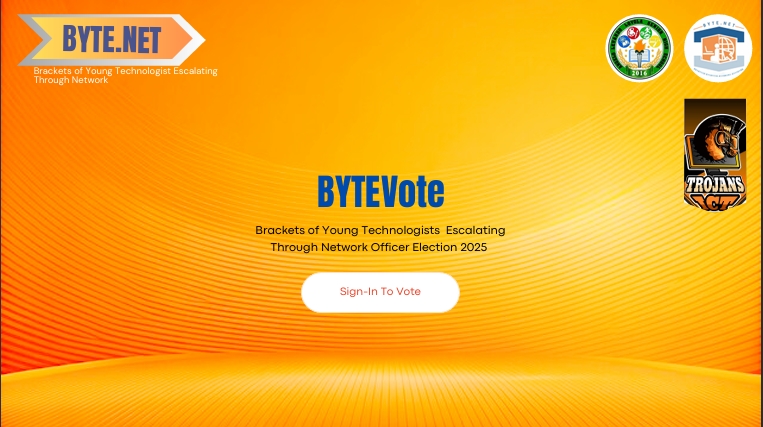 BYTE.NET
Brackets of Young Technologist Escalating
Through Network
2016
BYTE.NET
TROJANS
ICT
BYTEVote
Brackets of Young Technologists  Escalating
Through Network Officer Election 2025
Sign-In To Vote